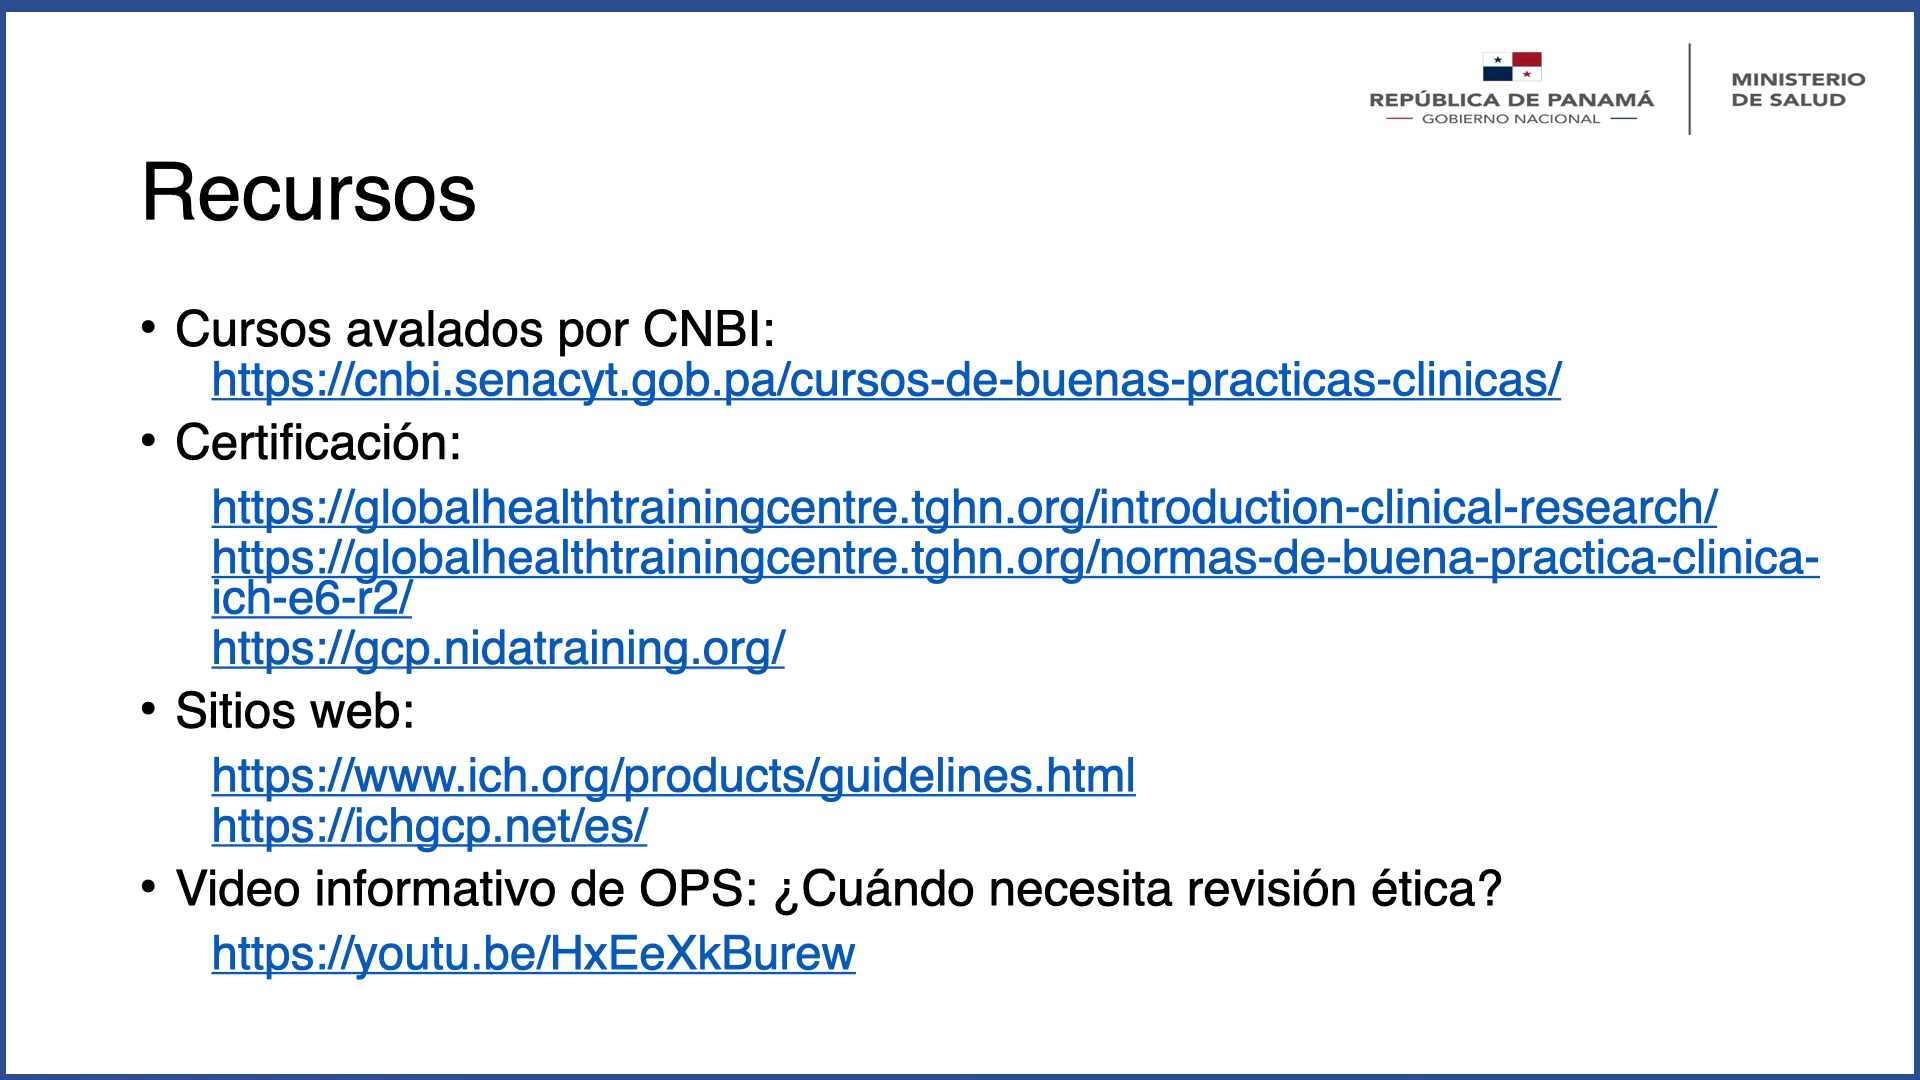 REPÚBLICA DE PANAMÁ
GOBIERNO NACIONAL
MINISTERIO
DE SALUD
Recursos
• Cursos avalados por CNBI:
https://cnbi.senacyt.gob.pa/cursos-de-buenas-practicas-clinicas/
• Certificación:
https://globalhealthtrainingcentre.tghn.org/introduction-clinical-research/
https://globalhealthtrainingcentre.tghn.org/normas-de-buena-practica-clinica-
ich-e6-r2/
https://gcp.nidatraining.org/
• Sitios web:
https://www.ich.org/products/guidelines.html
https://ichgcp.net/es/
• Video informativo de OPS: ¿Cuándo necesita revisión ética?
https://youtu.be/HxEeXkBurew